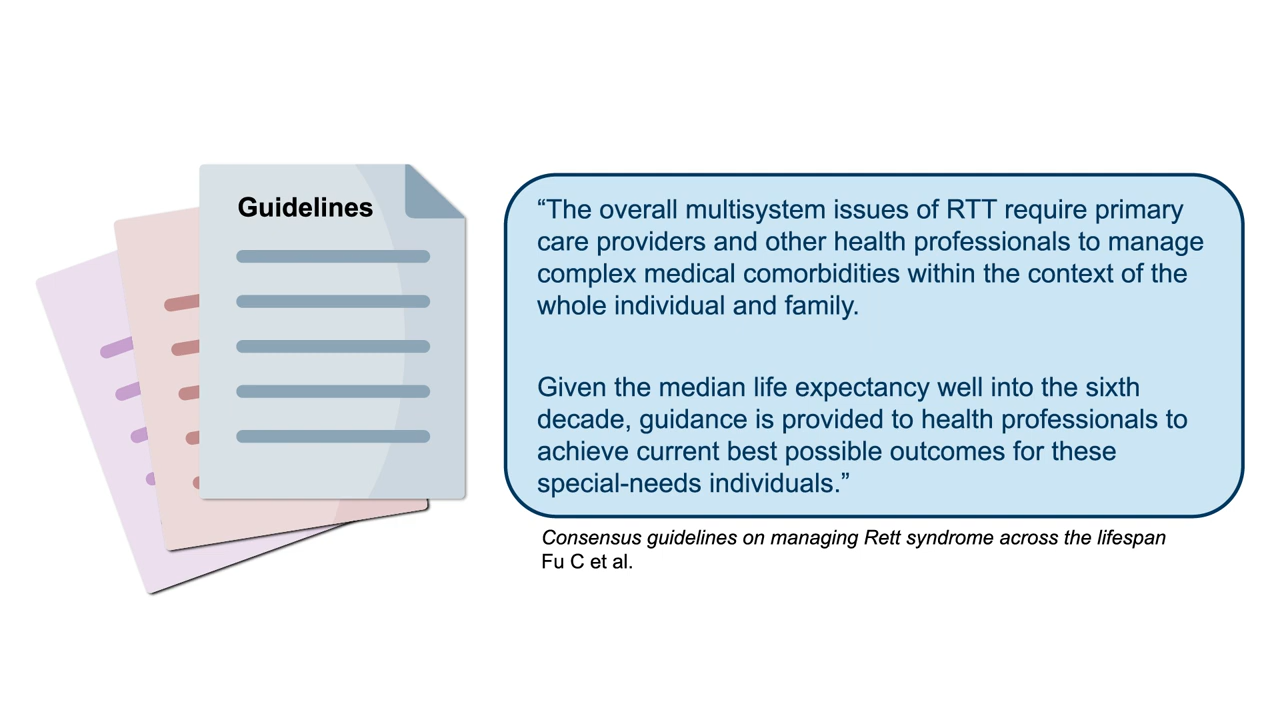 Guidelines
“The overall multisystem issues of RTT require primary
care providers and other health professionals to manage
complex medical comorbidities within the context of the
whole individual and family.
Given the median life expectancy well into the sixth
decade, guidance is provided to health professionals to
achieve current best possible outcomes for these
special-needs individuals.”
Consensus guidelines on managing Rett syndrome across the lifespan
Fu C et al.